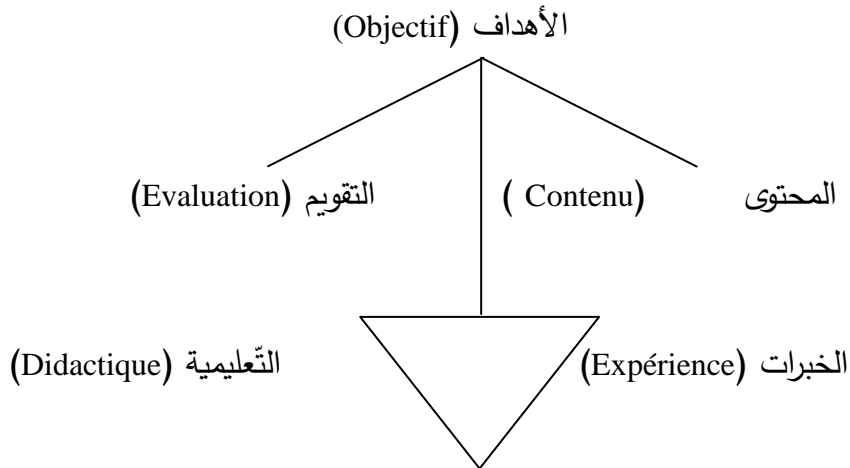 الأهداف (Objectif)
المحتوى (Contenu ) التقويم (Evaluation)
الخبرات (Expérience) التّعليمية (Didactique)